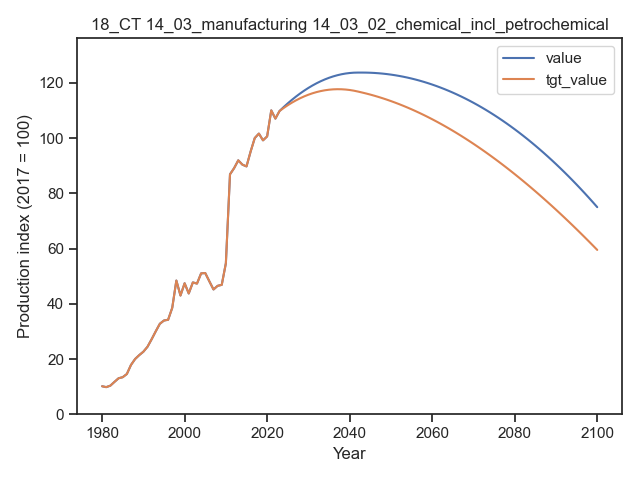 18_CT 14_03_manufacturing 14_03_02_chemical_incl_petrochemical
value
tgt_value
Production index (2017 = 100)
120
100
80
60
40
20
0
1980
2000
2020
2040
2060
2080
2100
Year